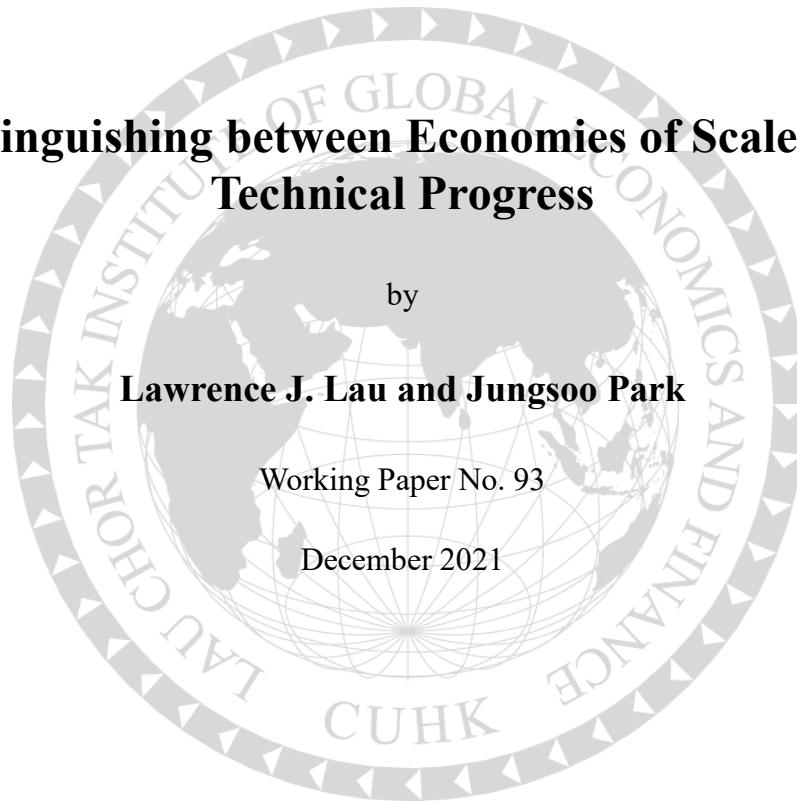 LAU CHOR TAK INSTITUTE OF GLOBAL ECONOMICS AND FINANCE
inguishing between Economies of Scale
Technical Progress
by
Lawrence J. Lau and Jungsoo Park
Working Paper No. 93
December 2021
CUHK